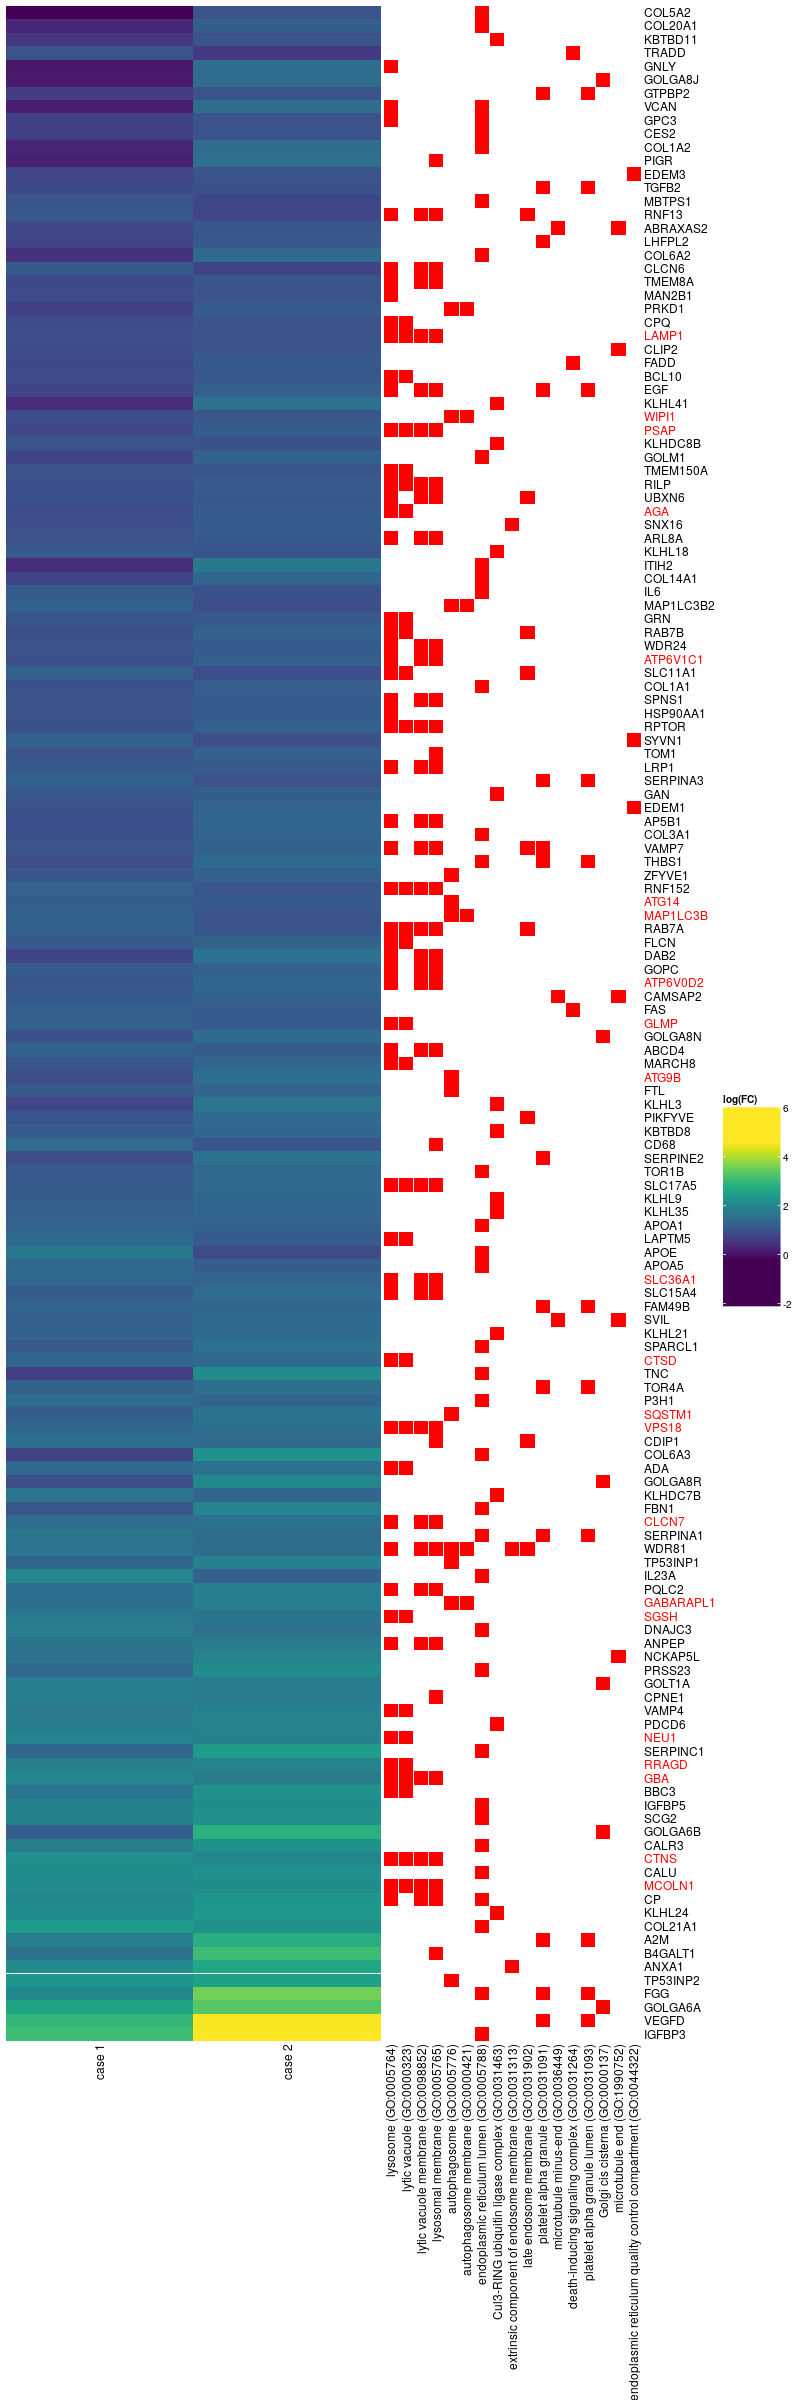 COL5A2
COL20A1
KBTBD11
TRADD
GNLY
GOLGA8J
GTPBP2
VCAN
GPC3
CES2
COL1A2
PIGR
EDEM3
TGFB2
MBTPS1
RNF13
ABRAXAS2
LHFPL2
COL6A2
CLCN6
TMEM8A
MAN2B1
PRKD1
CPQ
LAMP1
CLIP2
FADD
BCL10
EGF
KLHL41
WIPI1
PSAP
KLHDC8B
GOLM1
TMEM150A
RILP
UBXN6
AGA
SNX16
ARL8A
KLHL18
ITIH2
COL14A1
IL6
MAP1LC3B2
GRN
RAB7B
WDR24
ATP6V1C1
SLC11A1
COL1A1
SPNS1
HSP90AA1
RPTOR
SYVN1
TOM1
LRP1
SERPINA3
GAN
EDEM1
AP5B1
COL3A1
VAMP7
THBS1
ZFYVE1
RNF152
ATG14
MAP1LC3B
RAB7A
FLCN
DAB2
GOPC
ATP6V0D2
CAMSAP2
FAS
GLMP
GOLGA8N
ABCD4
MARCH8
ATG9B
FTL
KLHL3
PIKFYVE
KBTBD8
CD68
SERPINE2
TOR1B
SLC17A5
KLHL9
KLHL35
APOA1
LAPTM5
APOE
APOA5
SLC36A1
SLC15A4
FAM49B
SVIL
KLHL21
SPARCL1
CTSD
TNC
TOR4A
P3H1
SQSTM1
VPS18
CDIP1
COL6A3
ADA
GOLGA8R
KLHDC7B
FBN1
CLCN7
SERPINA1
WDR81
TP53INP1
IL23A
PQLC2
GABARAPL1
SGSH
DNAJC3
ANPEP
NCKAP5L
PRSS23
GOLT1A
CPNE1
VAMP4
PDCD6
NEU1
SERPINC1
RRAGD
GBA
BBC3
IGFBP5
SCG2
GOLGA6B
CALR3
CTNS
CALU
MCOLN1
CP
KLHL24
COL21A1
A2M
B4GALT1
ANXA1
TP53INP2
FGG
GOLGA6A
VEGFD
IGFBP3
log(FC)
6
4
2
0
-2
case 1
case 2
lysosome (GO:0005764)
lytic vacuole (GO:0000323)
lytic vacuole membrane (GO:0098852)
lysosomal membrane (GO:0005765)
autophagosome (GO:0005776)
autophagosome membrane (GO:0000421)
endoplasmic reticulum lumen (GO:0005788)
Cul3-RING ubiquitin ligase complex (GO:0031463)
extrinsic component of endosome membrane (GO:0031313)
late endosome membrane (GO:0031902)
platelet alpha granule (GO:0031091)
microtubule minus-end (GO:0036449)
death-inducing signaling complex (GO:0031264)
platelet alpha granule lumen (GO:0031093)
Golgi cis cisterna (GO:0000137)
microtubule end (GO:1990752)
endoplasmic reticulum quality control compartment (GO:0044322)